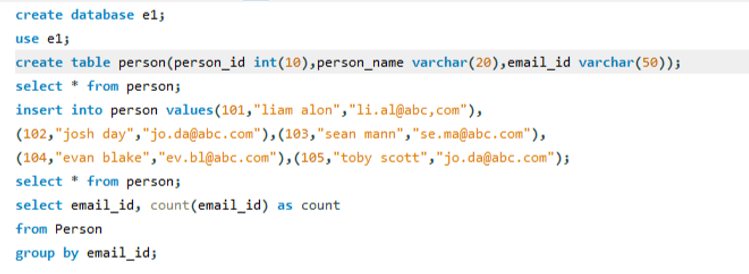 create database e1;
use e1;
create table person(person_id int(10),person_name varchar(20),email_id varchar(50));
select * from person;
insert into person values(101,"liam alon","li.al@abc,com"),
(102,"josh day","jo.da@abc.com"),(103,"sean mann","se.ma@abc.com"),
(104,"evan blake","ev.bl@abc.com"),(105,"toby scott","jo.da@abc.com");
select * from person;
select email_id, count(email_id) as count
from Person
group by email_id;